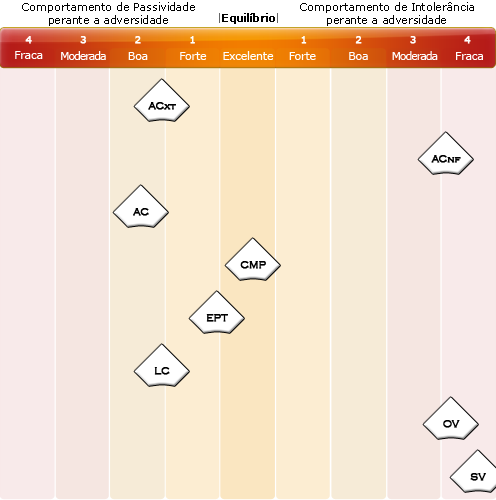 Comportamento de Passividade
perante a adversidade
|Equilíbrio|
Comportamento de Intolerância
perante a adversidade
4 3 2 1 1 2 3 4
Fraca Moderada Boa Forte Excelente Forte Boa Moderada Fraca
ACXT
ACNF
AC
CMP
EPT
LC
OV
SV